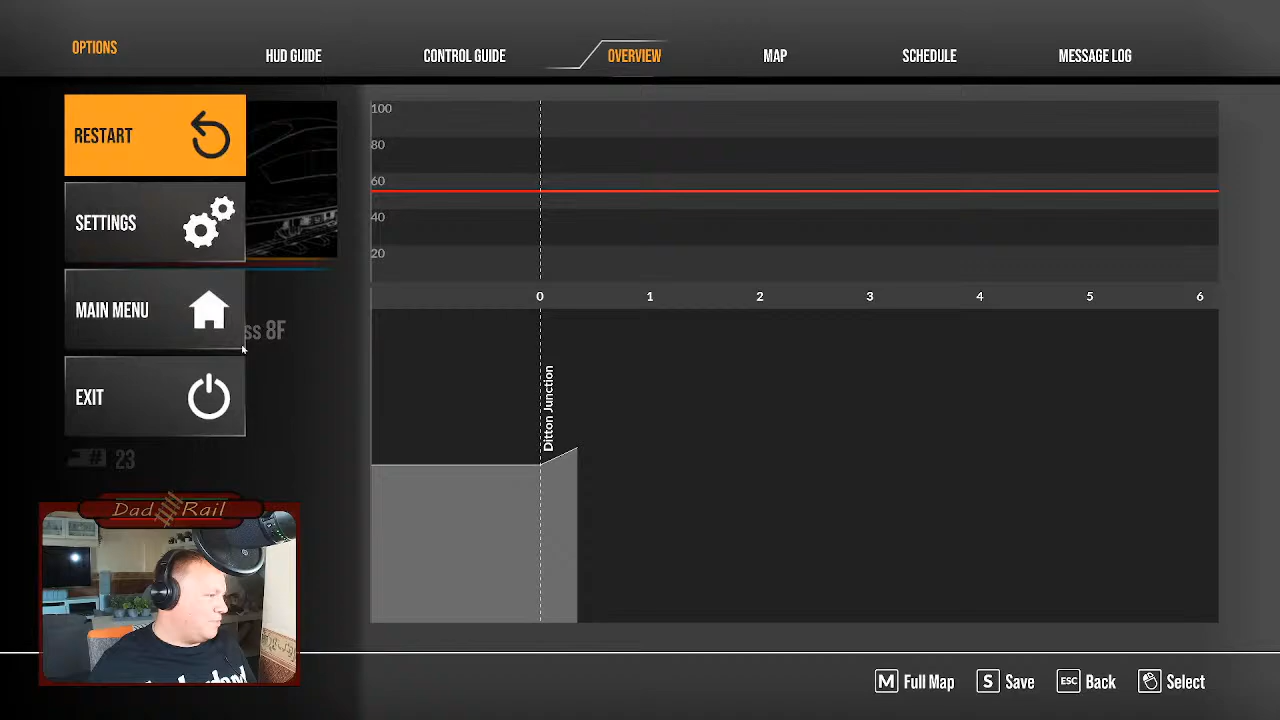 OPTIONS
HUD GUIDE
CONTROL GUIDE
OVERVIEW
MAP
SCHEDULE
MESSAGE LOG
RESTART
SETTINGS
MAIN MENU
EXIT
ss 8F
# 23
100
80
60
40
20
0 1 2 3 4 5 6
Ditton Junction
Dad Rail
M Full Map
S Save
ESC Back
Select